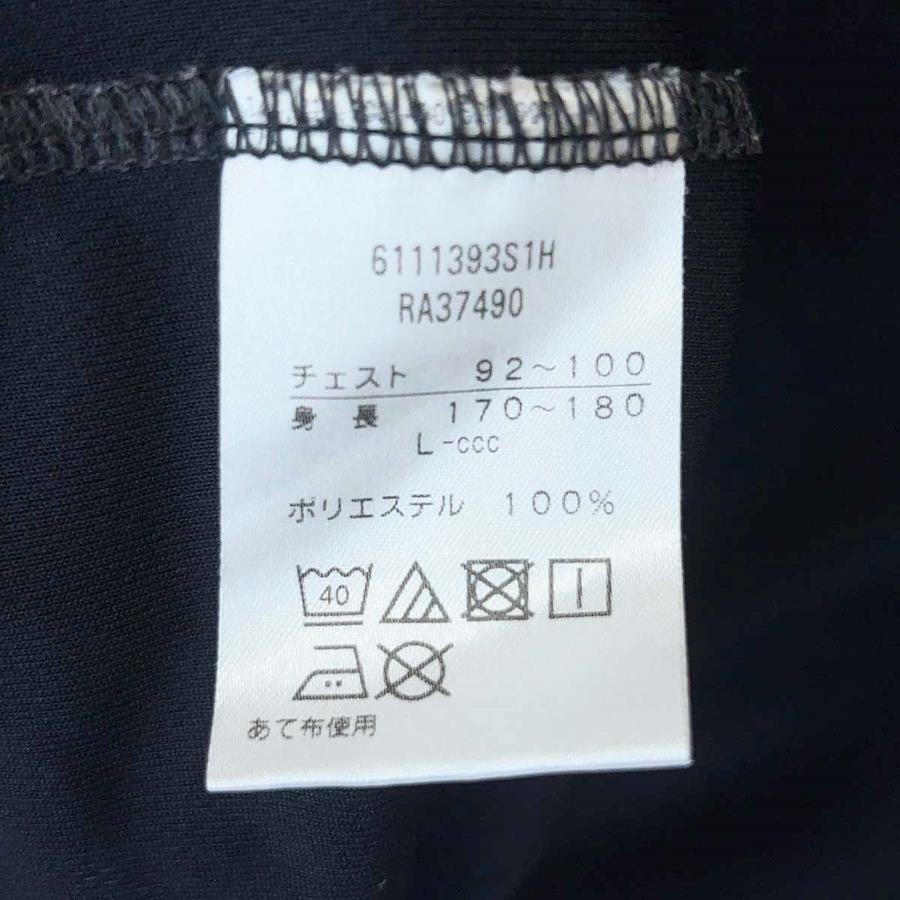 6111393S1H
RA37490
チェスト 92~100
身長 170~180
L-ccc
ポリエステル 100%
40
あて布使用